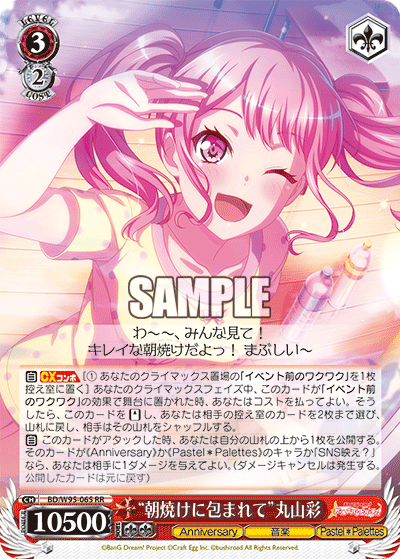 LEVEL
3
2
COST
SAMPLE
わ~~、みんな見て!
キレイな朝焼けだよっ! まぶしい~
自 CXコンボ [① あなたのクライマックス置場の「イベント前のワクワク」を1枚
控え室に置く] あなたのクライマックスフェイズ中、このカードが「イベント前
のワクワク」の効果で舞台に置かれた時、あなたはコストを払ってよい。そう
したら、このカードを【】し、あなたは相手の控え室のカードを2枚まで選び、
山札に戻し、相手はその山札をシャッフルする。
自 このカードがアタックした時、あなたは自分の山札の上から1枚を公開する。
そのカードが《Anniversary》か《Pastel*Palettes》のキャラか「SNS映え?」
なら、あなたは相手に1ダメージを与えてよい。(ダメージキャンセルは発生する。
公開したカードは元に戻す)
BD/W95-065 RR
10500
“朝焼けに包まれて”丸山彩
Anniversary
音楽
Pastel*Palettes
©BanG Dream! Project ©Craft Egg Inc. ©bushiroad All Rights Reserved.